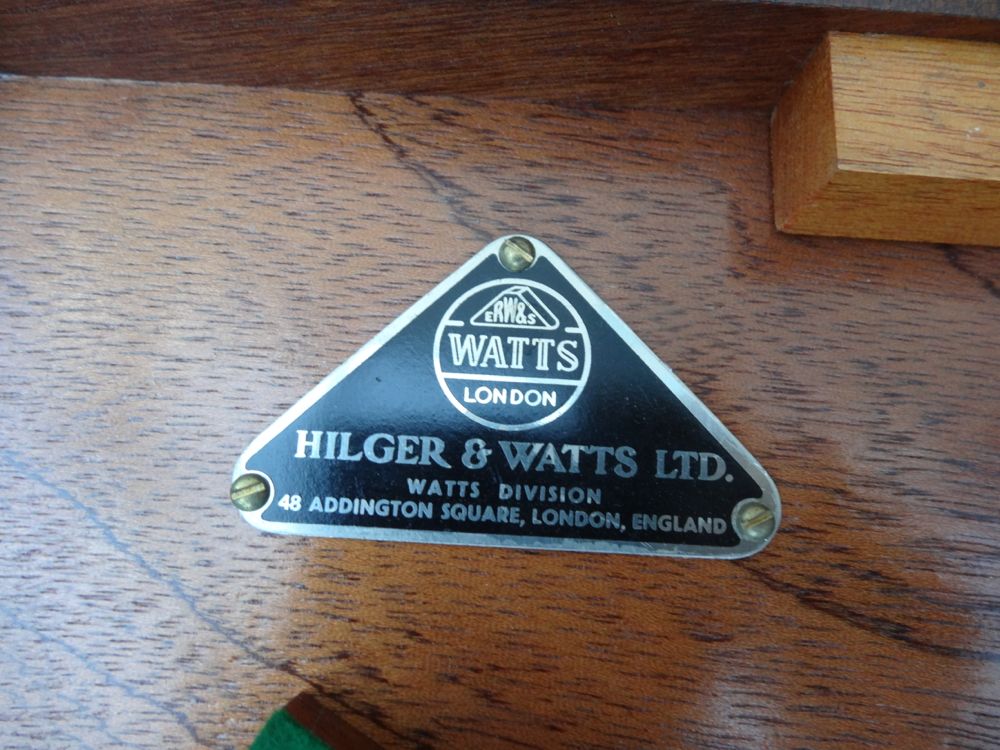 ERW&S
WATTS
LONDON
HILGER & WATTS LTD.
WATTS DIVISION
48 ADDINGTON SQUARE, LONDON, ENGLAND